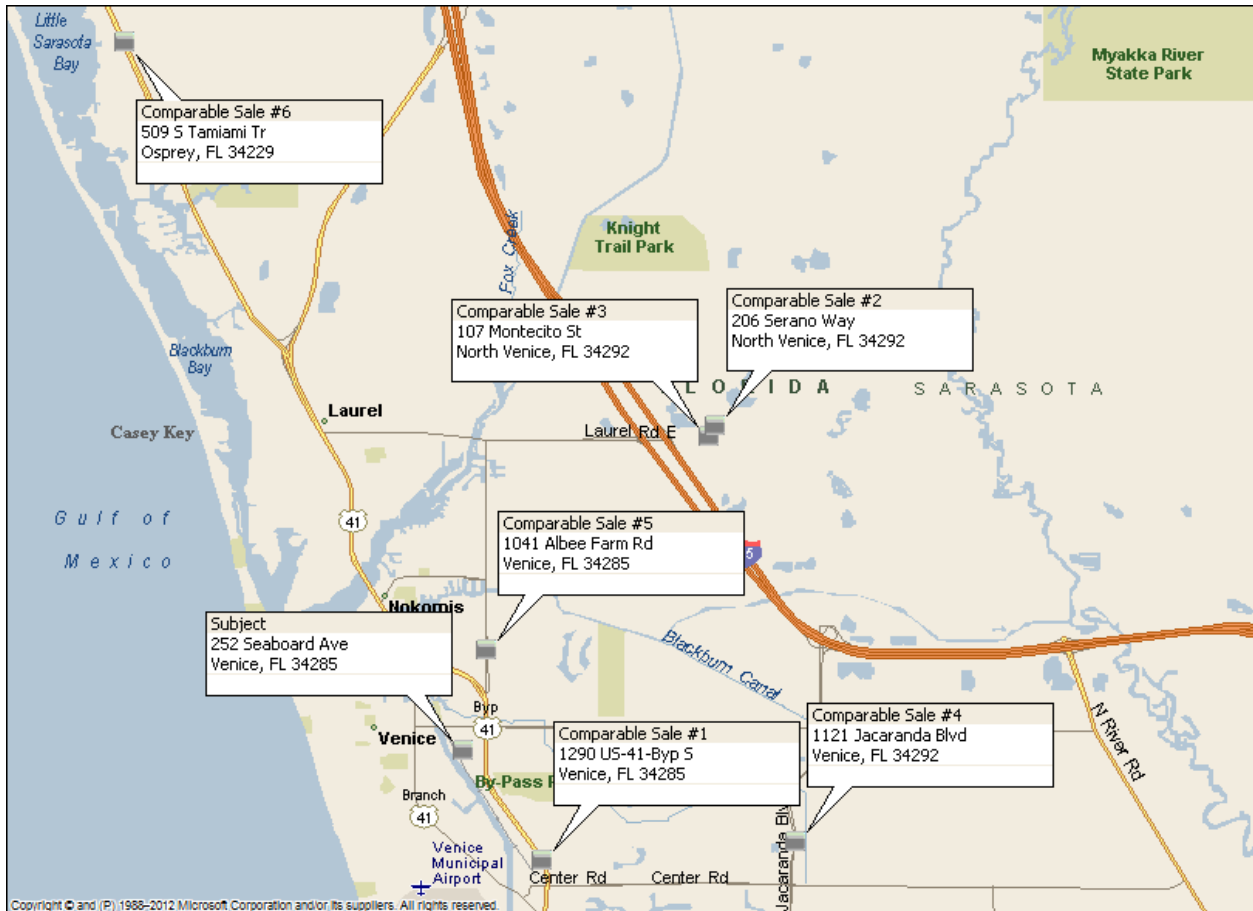 Little
Sarasota
Bay
Myakka River
State Park
Comparable Sale #6
509 S Tamiami Tr
Osprey, FL 34229
Fox Creek
Knight
Trail Park
Comparable Sale #3
107 Montecito St
North Venice, FL 34292
Comparable Sale #2
206 Serano Way
North Venice, FL 34292
Blackburn
Bay
L O R I D A
S A R A S O T A
Laurel
Casey Key
Laurel Rd E
Gulf of
Mexico
41
Comparable Sale #5
1041 Albee Farm Rd
Venice, FL 34285
5
Nokomis
Subject
252 Seaboard Ave
Venice, FL 34285
Blackburn Canal
Byp
41
N River Rd
Comparable Sale #4
1121 Jacaranda Blvd
Venice, FL 34292
Venice
Comparable Sale #1
1290 US-41-Byp S
Venice, FL 34285
By-Pass P
Branch
41
Jacaranda Blv
Venice
Municipal
Airport
Center Rd
Center Rd
Copyright © and (P) 1988–2012 Microsoft Corporation and/or its suppliers. All rights reserved.